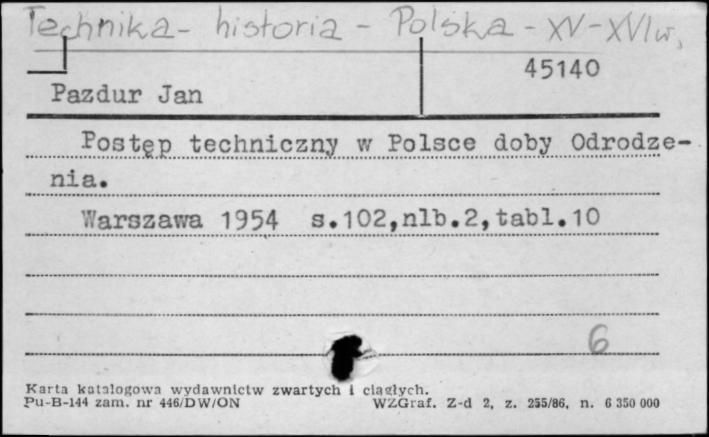 Technika - historia - Polska - XV-XVI w,
45140
Pazdur Jan
Postęp techniczny w Polsce doby Odrodze-
nia.
Warszawa 1954 s.102,nlb.2,tabl.10
6
Karta katalogowa wydawnictw zwartych i ciągłych.
Pu-B-144 zam. nr 446/DW/ON WZGraf. Z-d 2, z. 255/86, n. 6 350 000